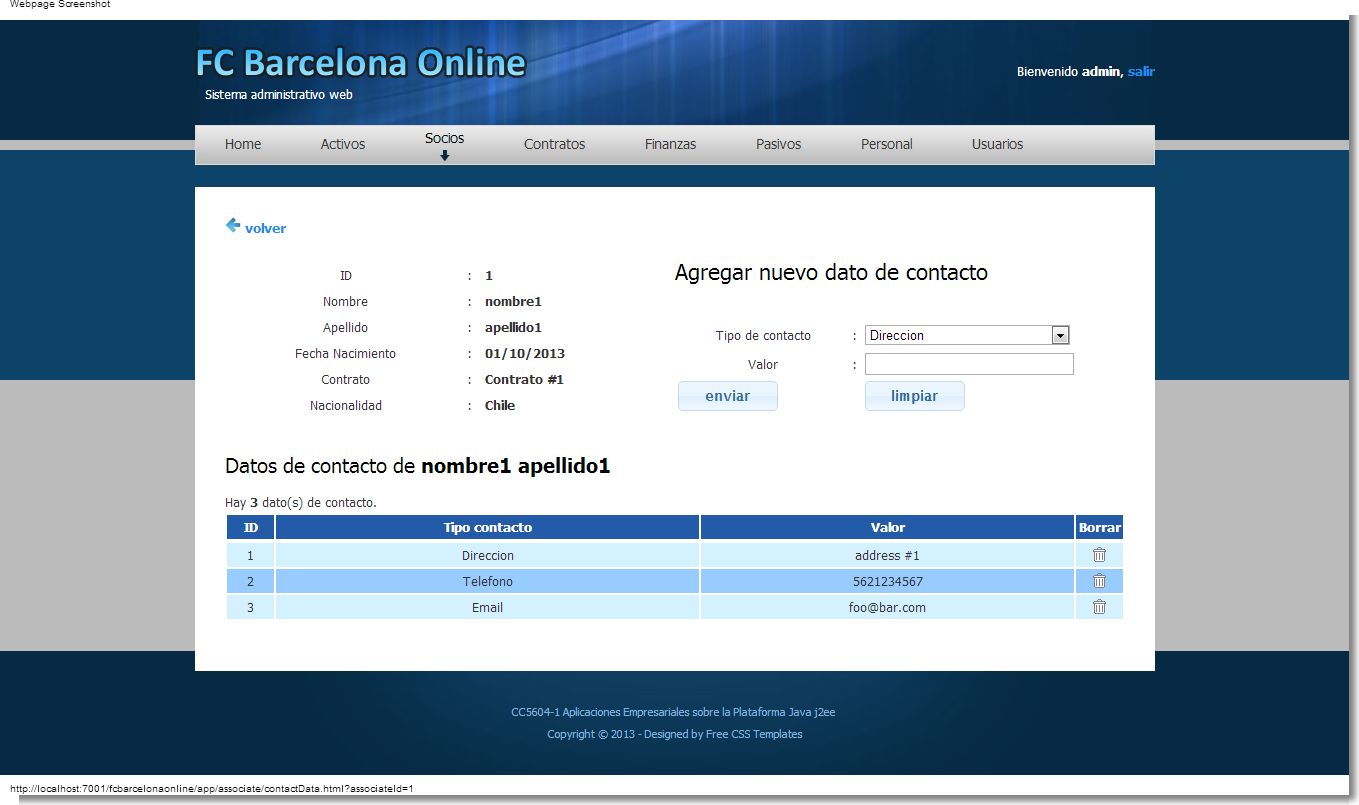 Webpage Screenshot
FC Barcelona Online
Sistema administrativo web
Bienvenido admin, salir
Home Activos Socios Contratos Finanzas Pasivos Personal Usuarios
volver
ID : 1
Nombre : nombre1
Apellido : apellido1
Fecha Nacimiento : 01/10/2013
Contrato : Contrato #1
Nacionalidad : Chile
Agregar nuevo dato de contacto
Tipo de contacto : Direccion
Valor :
enviar limpiar
Datos de contacto de nombre1 apellido1
Hay 3 dato(s) de contacto.
ID Tipo contacto Valor Borrar
1 Direccion address #1
2 Telefono 5621234567
3 Email foo@bar.com
CC5604-1 Aplicaciones Empresariales sobre la Plataforma Java j2ee
Copyright © 2013 - Designed by Free CSS Templates
http://localhost:7001/fcbarcelonaonline/app/associate/contactData.html?associateId=1